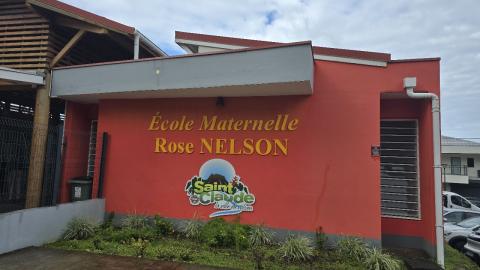 École Maternelle
Rose NELSON
Saint
Claude